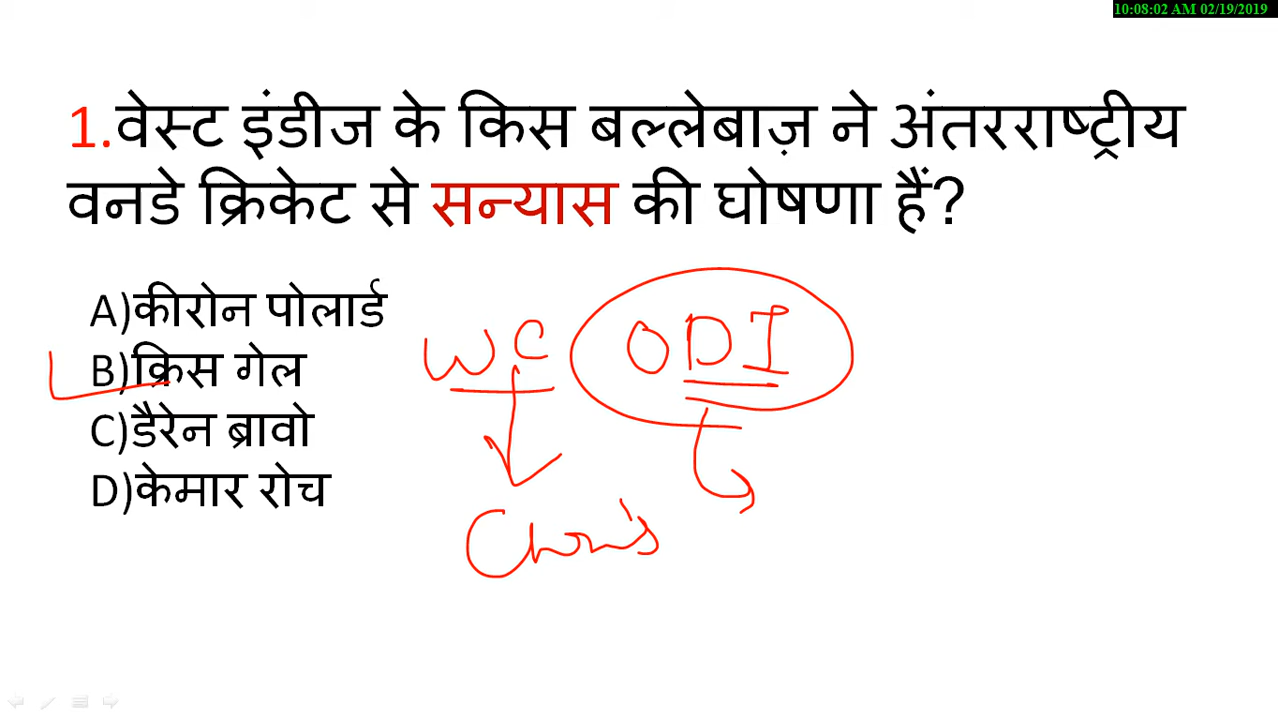 10:08:02 AM 02/19/2019
1.वेस्ट इंडीज के किस बल्लेबाज़ ने अंतरराष्ट्रीय
वनडे क्रिकेट से सन्यास की घोषणा हैं?
A)कीरोन पोलार्ड
B)क्रिस गेल
C)डैरेन ब्रावो
D)केमार रोच
WC ODI
Chris